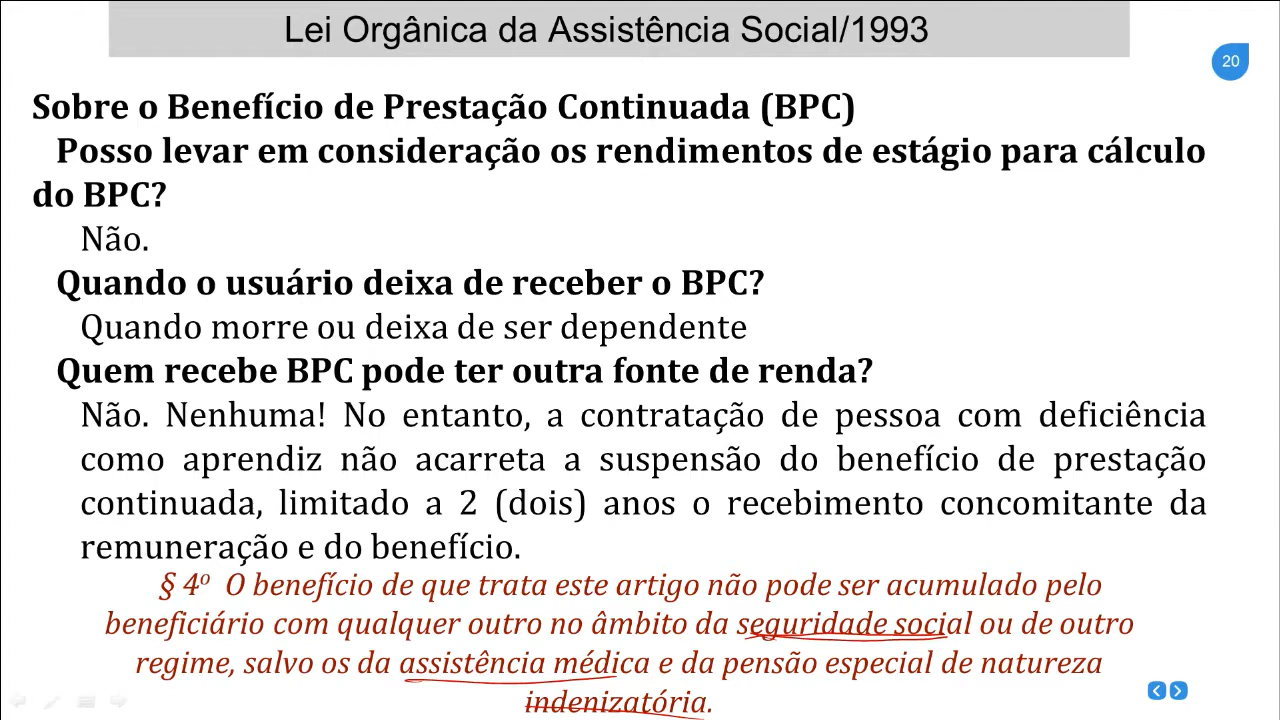 Lei Orgânica da Assistência Social/1993
20
Sobre o Benefício de Prestação Continuada (BPC)
Posso levar em consideração os rendimentos de estágio para cálculo
do BPC?
Não.
Quando o usuário deixa de receber o BPC?
Quando morre ou deixa de ser dependente
Quem recebe BPC pode ter outra fonte de renda?
Não. Nenhuma! No entanto, a contratação de pessoa com deficiência
como aprendiz não acarreta a suspensão do benefício de prestação
continuada, limitado a 2 (dois) anos o recebimento concomitante da
remuneração e do benefício.
§ 4º O benefício de que trata este artigo não pode ser acumulado pelo
beneficiário com qualquer outro no âmbito da seguridade social ou de outro
regime, salvo os da assistência médica e da pensão especial de natureza
indenizatória.